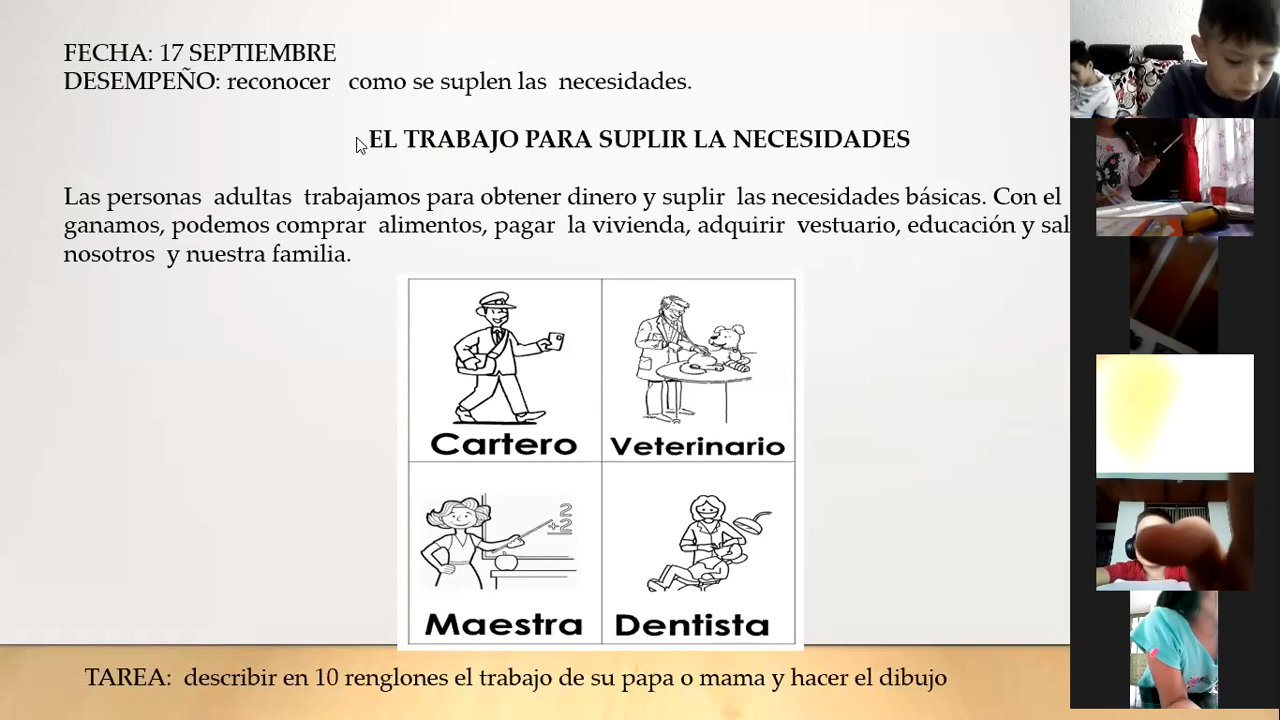 FECHA: 17 SEPTIEMBRE
DESEMPEÑO: reconocer como se suplen las necesidades.
EL TRABAJO PARA SUPLIR LA NECESIDADES
Las personas adultas trabajamos para obtener dinero y suplir las necesidades básicas. Con el
ganamos, podemos comprar alimentos, pagar la vivienda, adquirir vestuario, educación y sal
nosotros y nuestra familia.
Cartero
Veterinario
2
+2
Maestra
Dentista
TAREA: describir en 10 renglones el trabajo de su papa o mama y hacer el dibujo